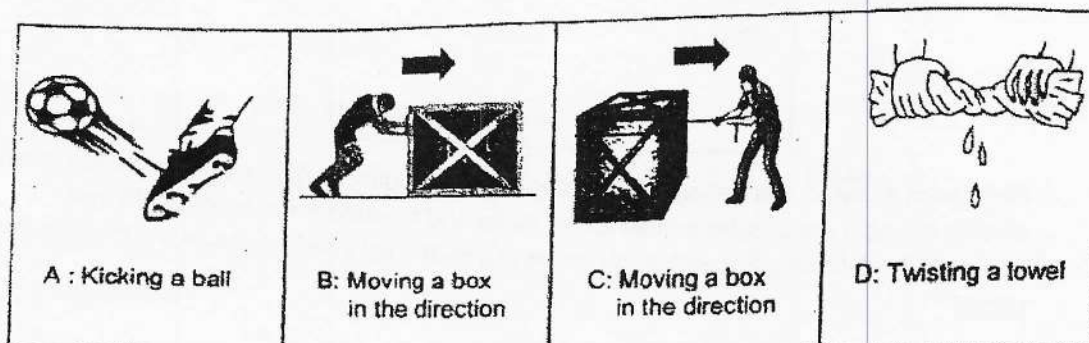 A : Kicking a ball
B: Moving a box
in the direction
C: Moving a box
in the direction
D: Twisting a towel